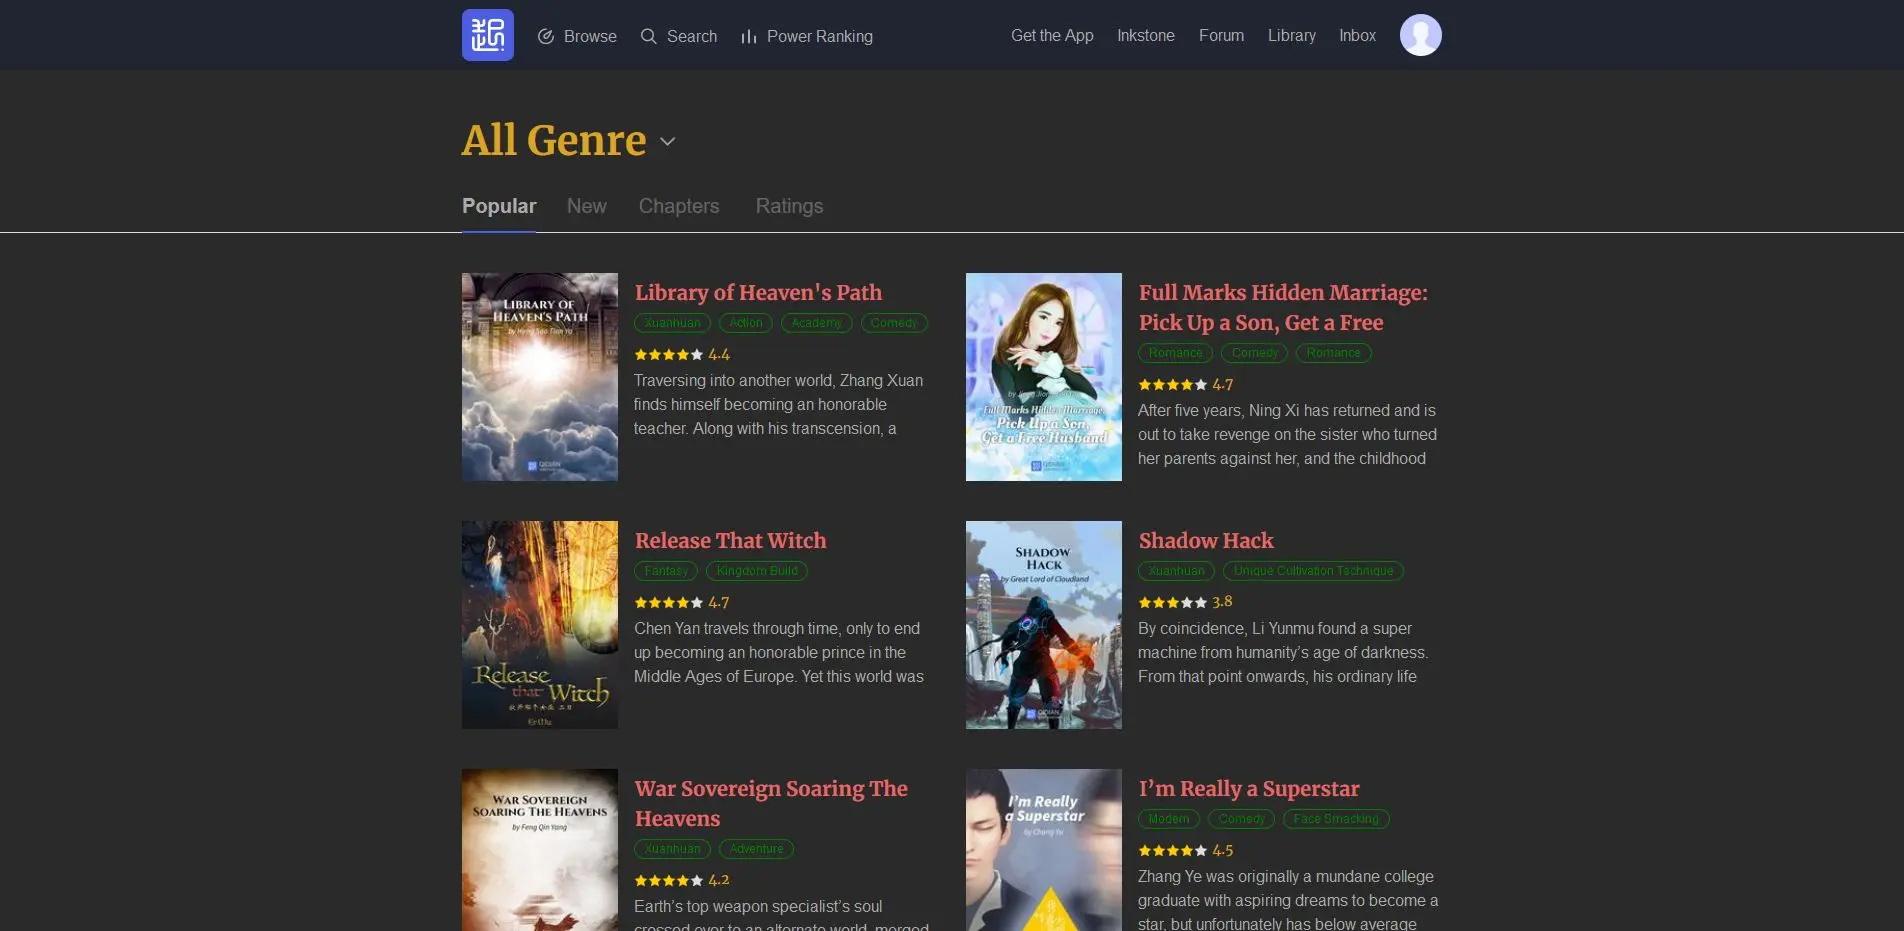 Browse
Search
Power Ranking
Get the App
Inkstone
Forum
Library
Inbox
All Genre
Popular
New
Chapters
Ratings
LIBRARY OF
HEAVEN'S PATH
Library of Heaven's Path
Xuanhuan
Action
Academy
Comedy
4.4
Traversing into another world, Zhang Xuan
finds himself becoming an honorable
teacher. Along with his transcension, a
Full Marks Hidden Marriage,
Pick Up a Son,
Get a Free Husband
Full Marks Hidden Marriage:
Pick Up a Son, Get a Free
Romance
Comedy
Romance
4.7
After five years, Ning Xi has returned and is
out to take revenge on the sister who turned
her parents against her, and the childhood
Release
that Witch
Release That Witch
Fantasy
Kingdom Build
4.7
Chen Yan travels through time, only to end
up becoming an honorable prince in the
Middle Ages of Europe. Yet this world was
SHADOW
HACK
by Great Lord of Cloudland
QIDIAN
Shadow Hack
Xuanhuan
Unique Cultivation Technique
3.8
By coincidence, Li Yunmu found a super
machine from humanity’s age of darkness.
From that point onwards, his ordinary life
WAR SOVEREIGN
SOARING THE HEAVENS
by Feng Qin Yang
War Sovereign Soaring The
Heavens
Xuanhuan
Adventure
4.2
Earth’s top weapon specialist’s soul
crossed over to an alternate world, merged
I’m Really
a Superstar
by Chang Yu
I’m Really a Superstar
Modern
Comedy
Face Smacking
4.5
Zhang Ye was originally a mundane college
graduate with aspiring dreams to become a
star, but unfortunately has below average